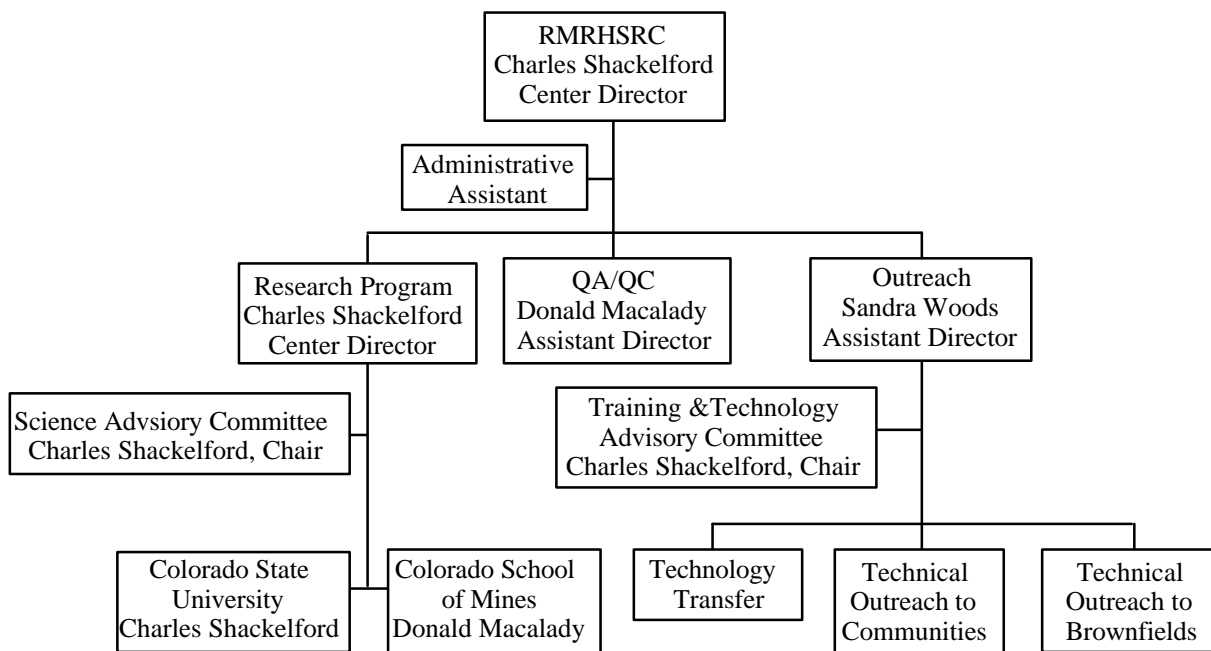 RMRHSRC
Charles Shackelford
Center Director
Administrative
Assistant
Research Program
Charles Shackelford
Center Director
QA/QC
Donald Macalady
Assistant Director
Outreach
Sandra Woods
Assistant Director
Science Advsiory Committee
Charles Shackelford, Chair
Training &Technology
Advisory Committee
Charles Shackelford, Chair
Colorado State
University
Charles Shackelford
Colorado School
of Mines
Donald Macalady
Technology
Transfer
Technical
Outreach to
Communities
Technical
Outreach to
Brownfields